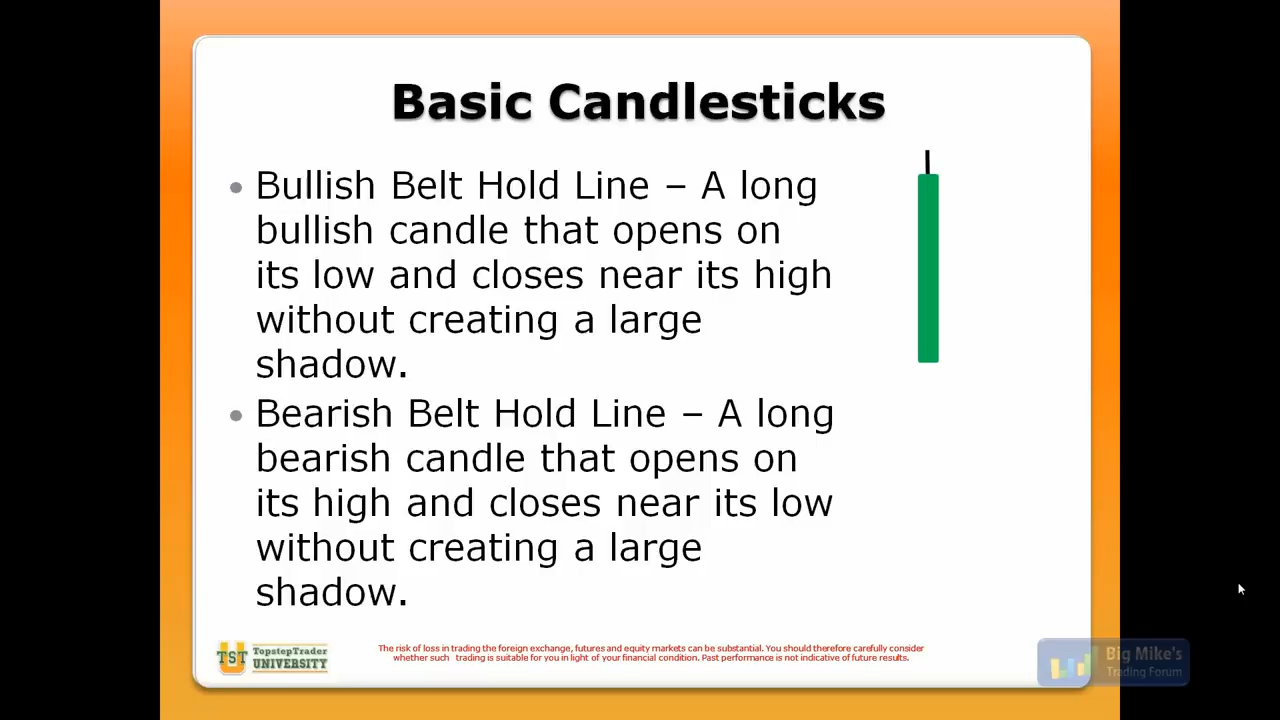 Basic Candlesticks
• Bullish Belt Hold Line – A long
bullish candle that opens on
its low and closes near its high
without creating a large
shadow.
• Bearish Belt Hold Line – A long
bearish candle that opens on
its high and closes near its low
without creating a large
shadow.
U
TST
TopstepTrader
UNIVERSITY
The risk of loss in trading the foreign exchange, futures and equity markets can be substantial. You should therefore carefully consider
whether such trading is suitable for you in light of your financial condition. Past performance is not indicative of future results.
Big Mike's
Trading Forum